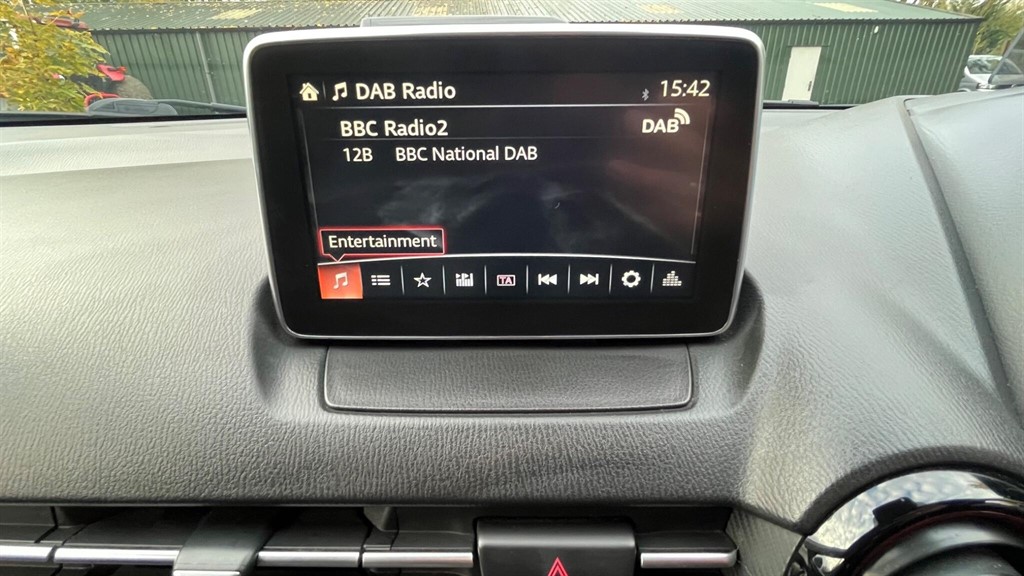 DAB Radio 15:42
BBC Radio2 DAB
12B BBC National DAB
Entertainment
TA